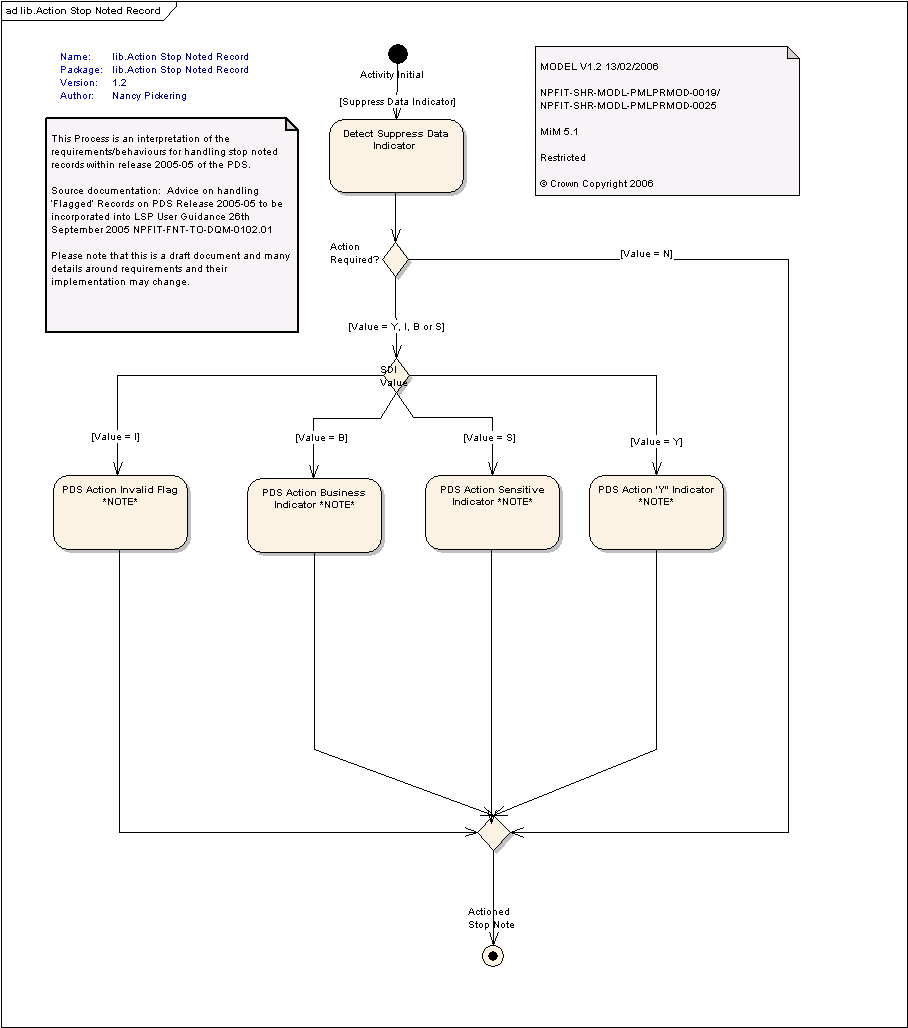 ad lib.Action Stop Noted Record
Name: lib.Action Stop Noted Record
Package: lib.Action Stop Noted Record
Version: 1.2
Author: Nancy Pickering
This Process is an interpretation of the
requirements/behaviours for handling stop noted
records within release 2005-05 of the PDS.
Source documentation: Advice on handling
'Flagged' Records on PDS Release 2005-05 to be
incorporated into LSP User Guidance 26th
September 2005 NPFIT-FNT-TO-DQM-0102.01
Please note that this is a draft document and many
details around requirements and their
implementation may change.
Activity Initial
[Suppress Data Indicator]
Detect Suppress Data
Indicator
MODEL V1.2 13/02/2006
NPFIT-SHR-MODL-PMLPRMOD-0019/
NPFIT-SHR-MODL-PMLPRMOD-0025
MiM 5.1
Restricted
© Crown Copyright 2006
Action
Required?
[Value = N]
[Value = Y, I, B or S]
SDI
Value
[Value = I]
[Value = B]
[Value = S]
[Value = Y]
PDS Action Invalid Flag
*NOTE*
PDS Action Business
Indicator *NOTE*
PDS Action Sensitive
Indicator *NOTE*
PDS Action "Y" Indicator
*NOTE*
Actioned
Stop Note